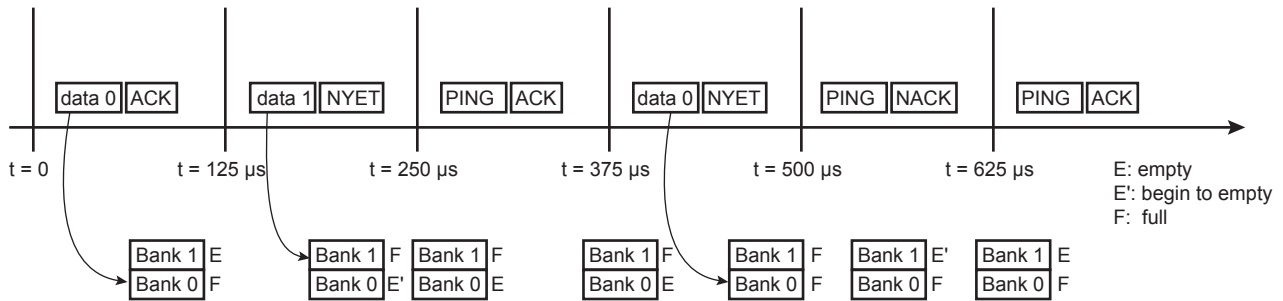 data 0 ACK data 1 NYET PING ACK data 0 NYET PING NACK PING ACK
t = 0 t = 125 μs t = 250 μs t = 375 μs t = 500 μs t = 625 μs
E: empty
E': begin to empty
F: full
Bank 1 E Bank 1 F Bank 1 F Bank 1 F Bank 1 F Bank 1 E' Bank 1 E
Bank 0 F Bank 0 E' Bank 0 E Bank 0 E Bank 0 F Bank 0 F Bank 0 F